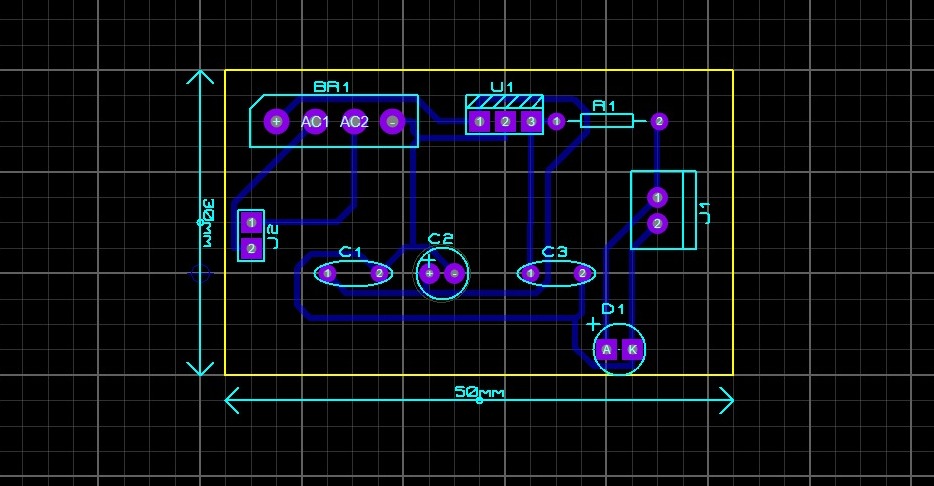 BR1
U1
R1
+ AC1 AC2 -
1 2 3
1 2
J1
1
2
30mm
J2
1
2
C1
1 2
C2
+
+ -
C3
1 2
D1
+
A K
50mm